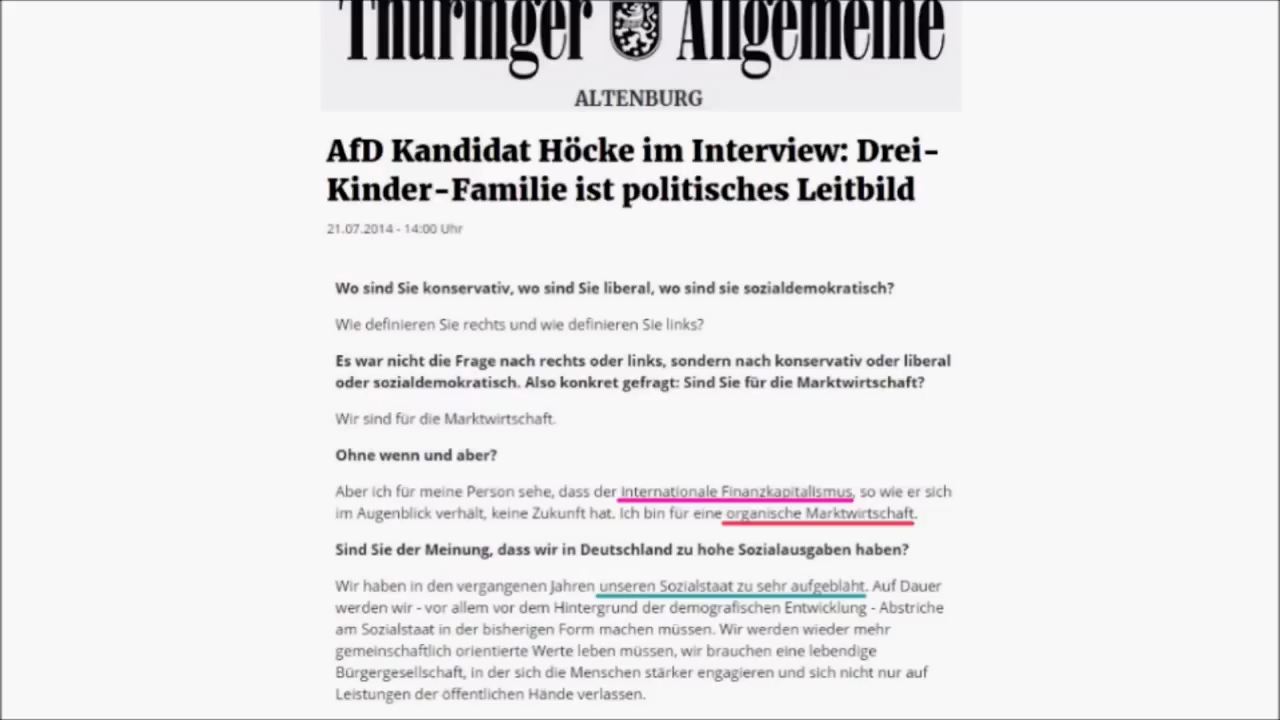 Thüringer Allgemeine
ALTENBURG
AfD Kandidat Höcke im Interview: Drei-
Kinder-Familie ist politisches Leitbild
21.07.2014 - 14:00 Uhr
Wo sind Sie konservativ, wo sind Sie liberal, wo sind sie sozialdemokratisch?
Wie definieren Sie rechts und wie definieren Sie links?
Es war nicht die Frage nach rechts oder links, sondern nach konservativ oder liberal
oder sozialdemokratisch. Also konkret gefragt: Sind Sie für die Marktwirtschaft?
Wir sind für die Marktwirtschaft.
Ohne wenn und aber?
Aber ich für meine Person sehe, dass der Internationale Finanzkapitalismus, so wie er sich
im Augenblick verhält, keine Zukunft hat. Ich bin für eine organische Marktwirtschaft.
Sind Sie der Meinung, dass wir in Deutschland zu hohe Sozialausgaben haben?
Wir haben in den vergangenen Jahren unseren Sozialstaat zu sehr aufgebläht. Auf Dauer
werden wir - vor allem vor dem Hintergrund der demografischen Entwicklung - Abstriche
am Sozialstaat in der bisherigen Form machen müssen. Wir werden wieder mehr
gemeinschaftlich orientierte Werte leben müssen, wir brauchen eine lebendige
Bürgergesellschaft, in der sich die Menschen stärker engagieren und sich nicht nur auf
Leistungen der öffentlichen Hände verlassen.